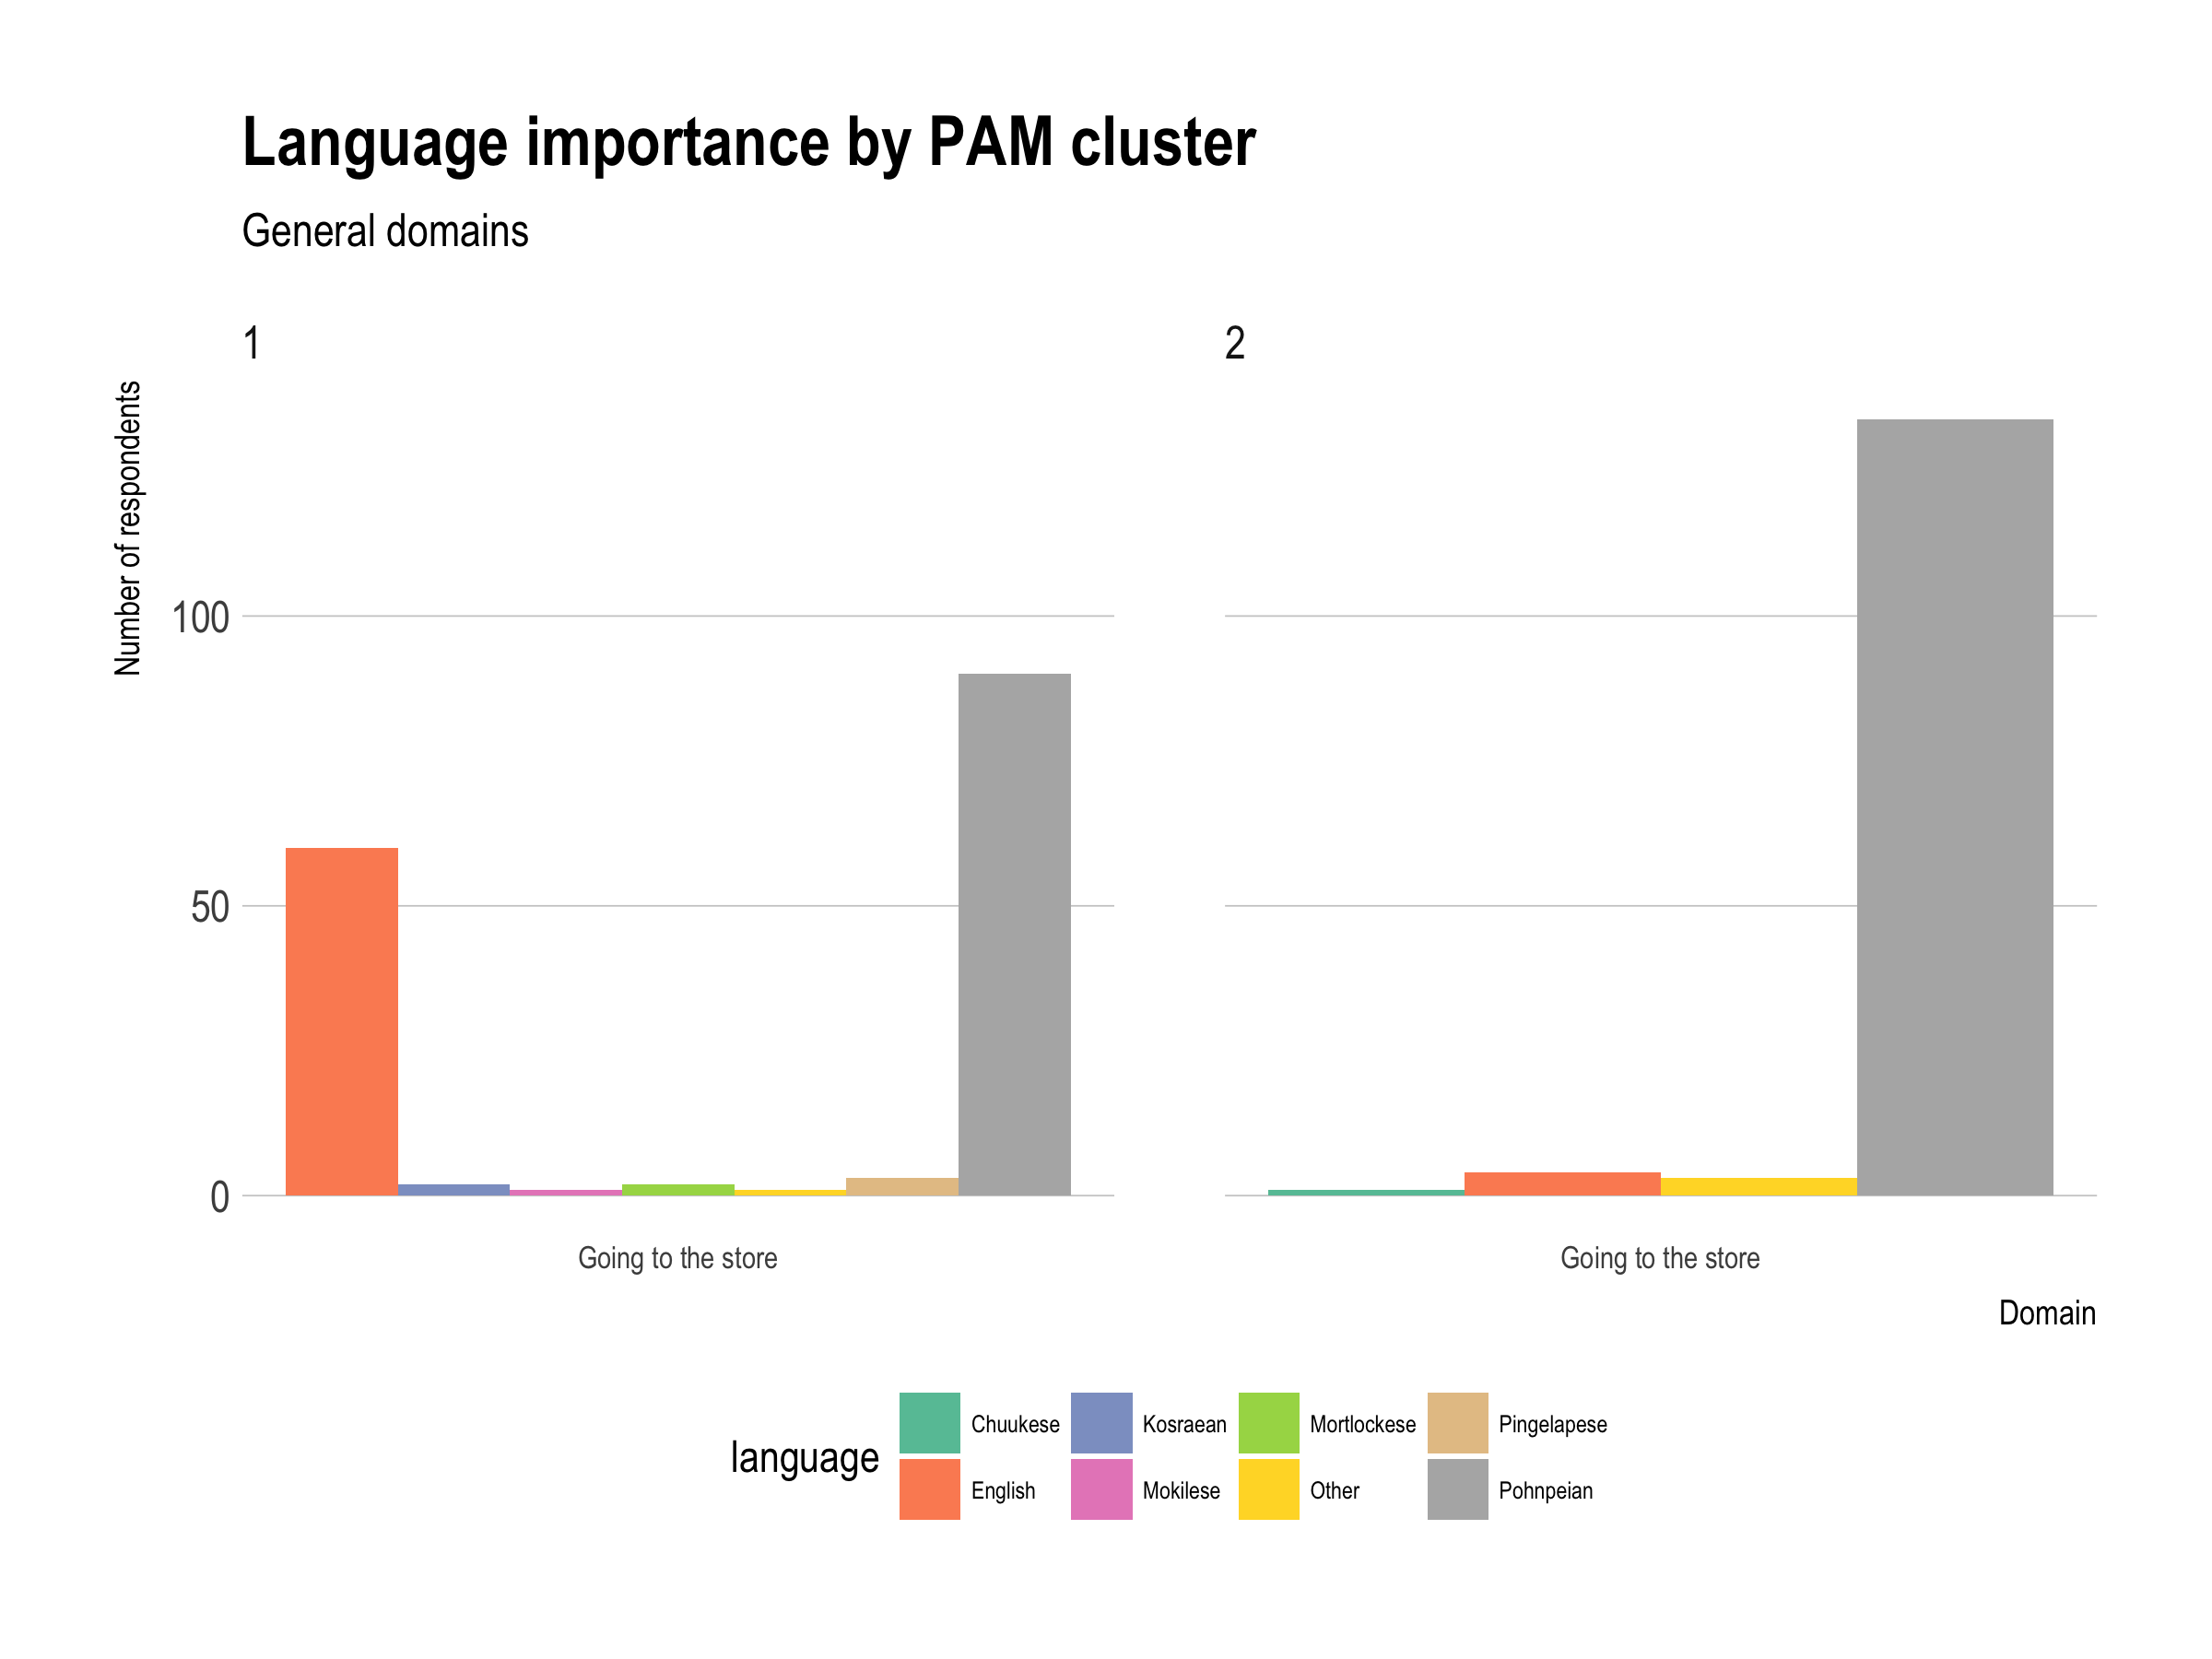 Language importance by PAM cluster
General domains
1
2
Number of respondents
100
50
0
Going to the store
Going to the store
Domain
language
Chuukese
Kosraean
Mortlockese
Pingelapese
English
Mokilese
Other
Pohnpeian